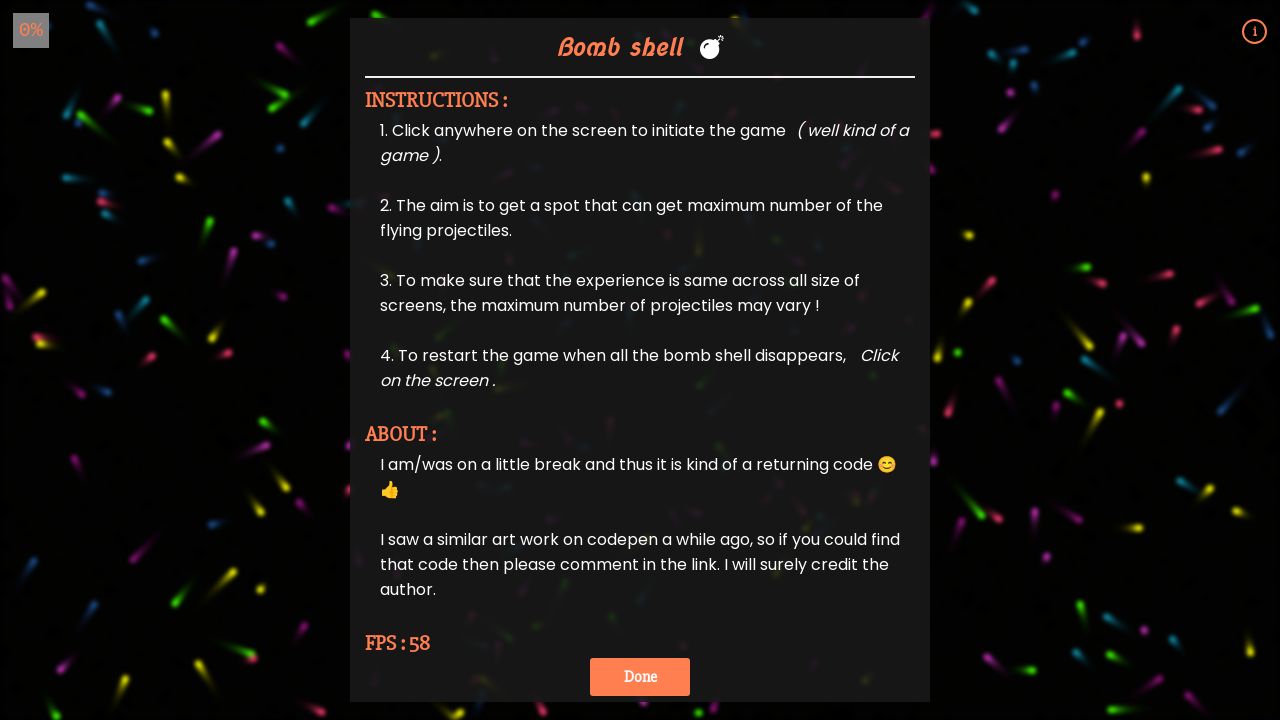 0%
i
Bomb shell 💣
INSTRUCTIONS :
1. Click anywhere on the screen to initiate the game ( well kind of a
game ).
2. The aim is to get a spot that can get maximum number of the
flying projectiles.
3. To make sure that the experience is same across all size of
screens, the maximum number of projectiles may vary !
4. To restart the game when all the bomb shell disappears, Click
on the screen .
ABOUT :
I am/was on a little break and thus it is kind of a returning code 😊
👍
I saw a similar art work on codepen a while ago, so if you could find
that code then please comment in the link. I will surely credit the
author.
FPS : 58
Done